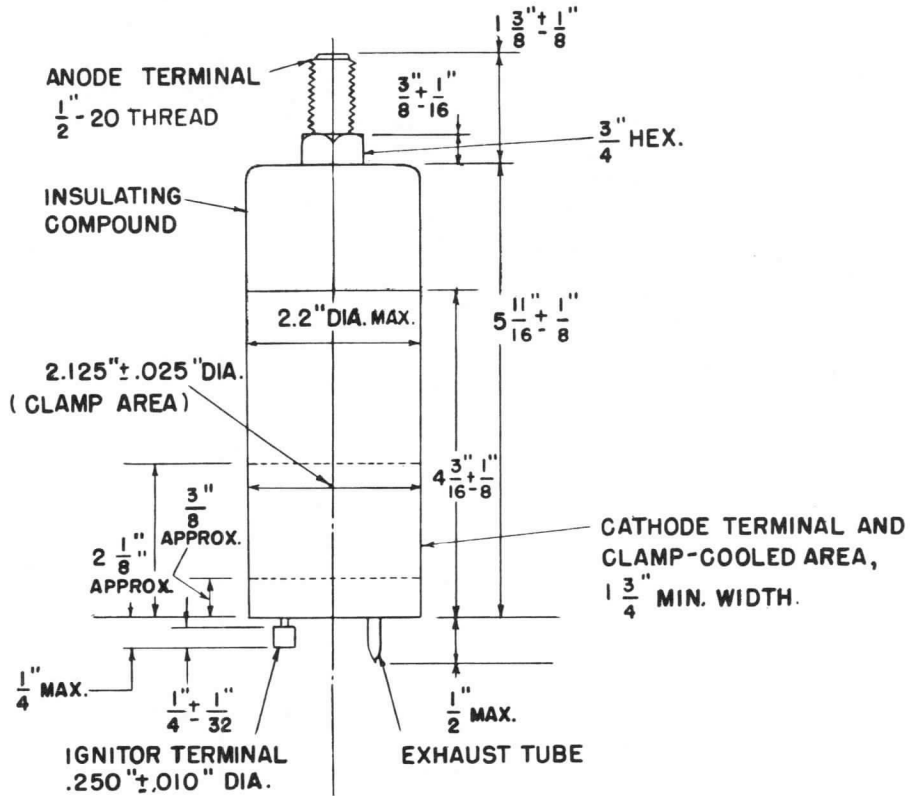 1 3/8" ± 1/8"
ANODE TERMINAL
1/2" - 20 THREAD
3/8" ± 1/16"
3/4" HEX.
INSULATING
COMPOUND
2.2" DIA. MAX.
5 11/16" ± 1/8"
2.125" ± .025" DIA.
( CLAMP AREA )
4 3/16" ± 1/8"
3/8"
APPROX.
2 1/8"
APPROX.
CATHODE TERMINAL AND
CLAMP-COOLED AREA,
1 3/4" MIN. WIDTH.
1/4" MAX.
1/4" ± 1/32"
1/2" MAX.
IGNITOR TERMINAL
.250" ± .010" DIA.
EXHAUST TUBE